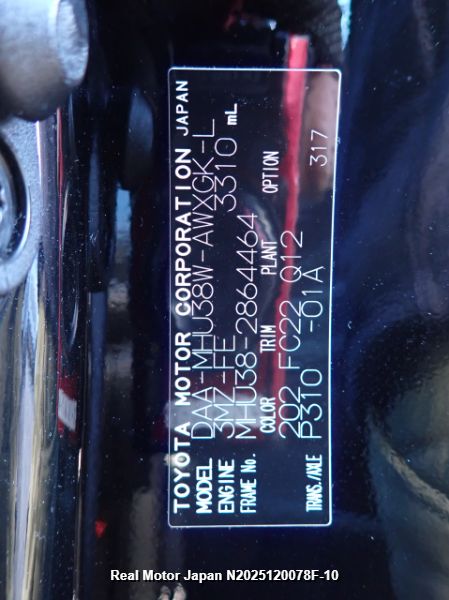 TOYOTA MOTOR CORPORATION JAPAN
MODEL DAA-MHU38W-AWXGK-L
ENGINE 3MZ-FE 3310 mL
FRAME No. MHU38-2864464
COLOR TRIM PLANT OPTION
202 FC22 Q12 317
TRANS./AXLE P310 -01A
Real Motor Japan N2025120078F-10